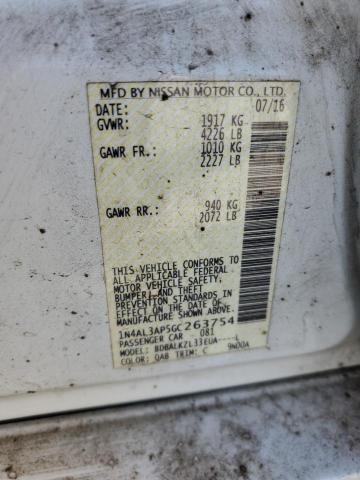 MFD BY NISSAN MOTOR CO., LTD.
DATE: 07/16
GVWR: 1917 KG
4226 LB
GAWR FR.: 1010 KG
2227 LB
GAWR RR.: 940 KG
2072 LB
THIS VEHICLE CONFORMS TO
ALL APPLICABLE FEDERAL
MOTOR VEHICLE SAFETY,
BUMPER, AND THEFT
PREVENTION STANDARDS
IN EFFECT ON THE DATE
OF MANUFACTURE
SHOWN ABOVE.
1N4AL3AP5GC263754
PASSENGER CAR 081
MODEL: BDBALKZL33EUA----L
COLOR: QAB TRIM: C 9N00A